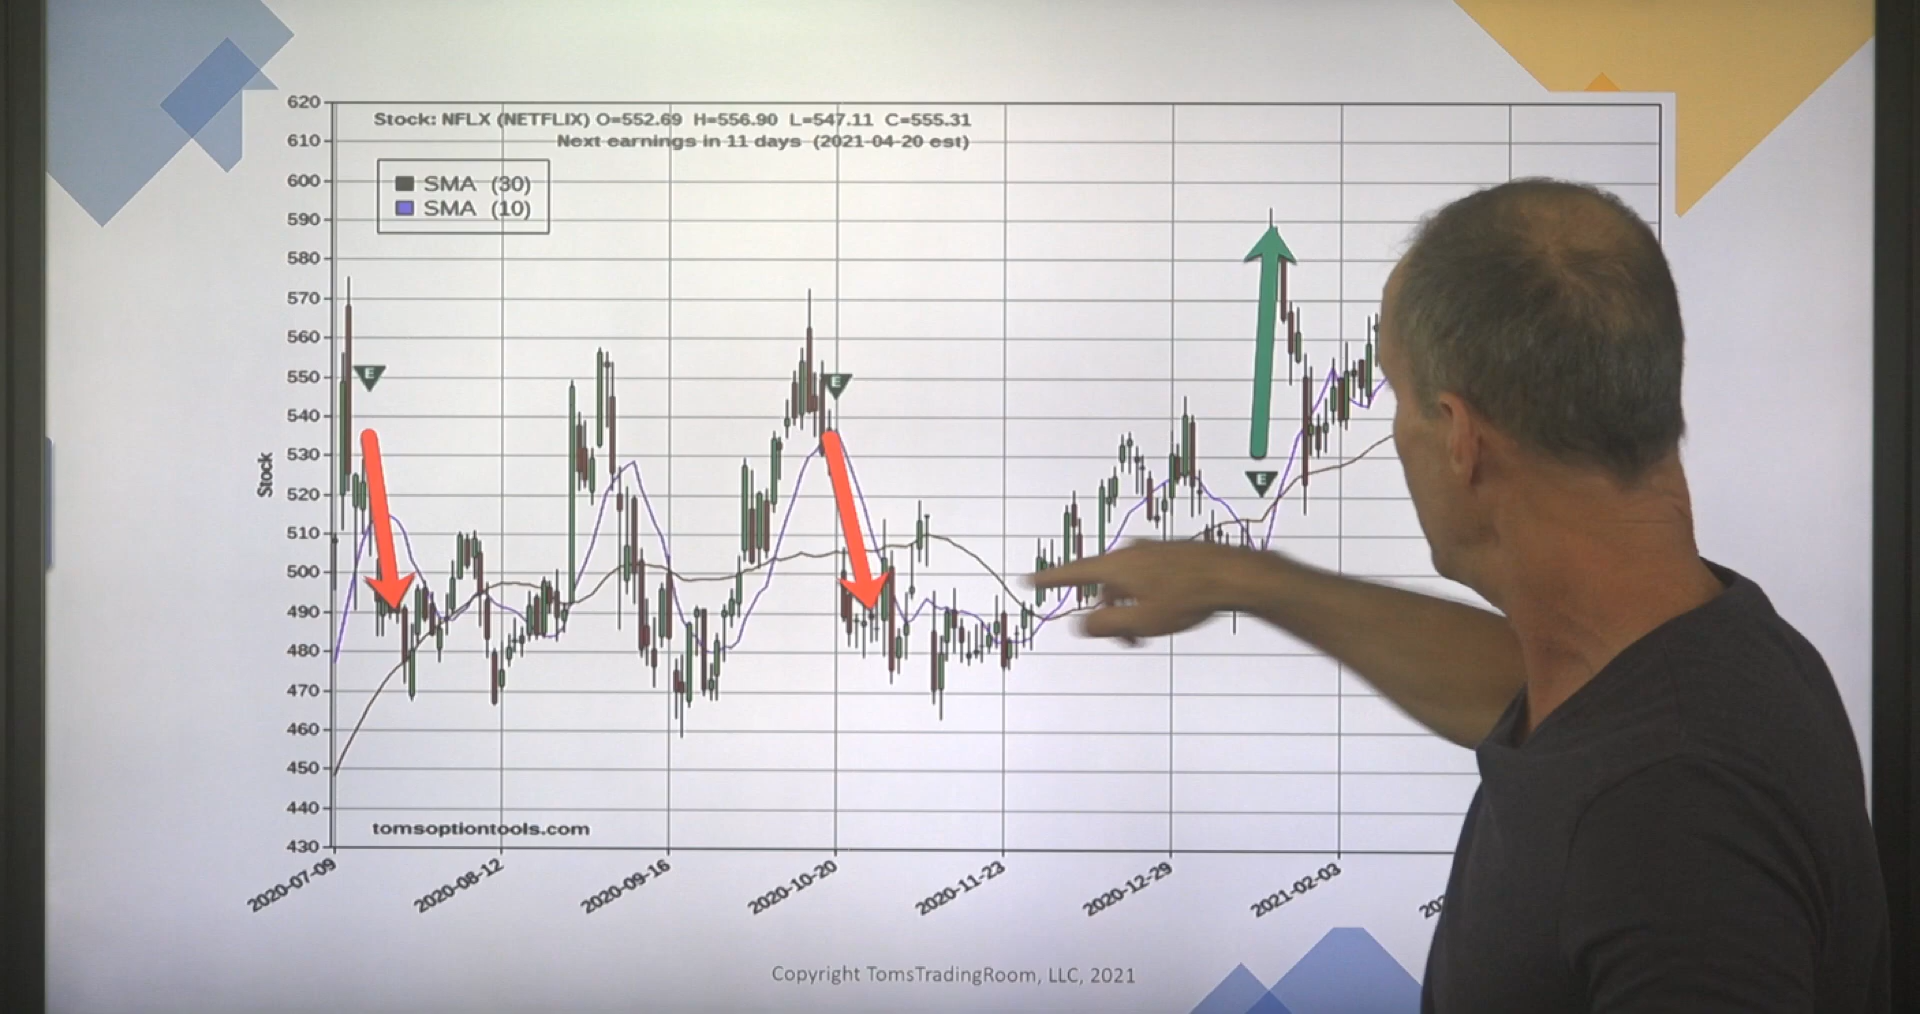 Stock: NFLX (NETFLIX) O=552.69 H=556.90 L=547.11 C=555.31
Next earnings in 11 days (2021-04-20 est)
SMA (30)
SMA (10)
620
610
600
590
580
570
560
550
540
530
520
510
500
490
480
470
460
450
440
430
Stock
E
E
E
tomsoptiontools.com
2020-07-09
2020-08-12
2020-09-16
2020-10-20
2020-11-23
2020-12-29
2021-02-03
Copyright TomsTradingRoom, LLC, 2021